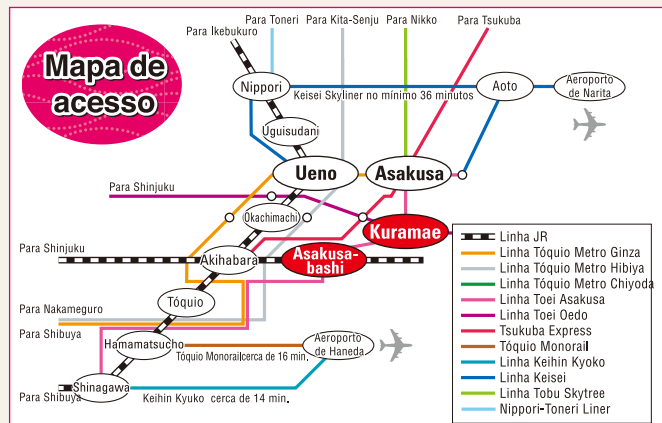 Mapa de
acesso
Para Ikebukuro
Para Toneri
Para Kita-Senju
Para Nikko
Para Tsukuba
Nippori
Keisei Skyliner no mínimo 36 minutos
Aoto
Aeroporto
de Narita
Uguisudani
Ueno
Asakusa
Para Shinjuku
Okachimachi
Kuramae
Para Shinjuku
Akihabara
Asakusa-
bashi
Tóquio
Para Nakameguro
Para Shibuya
Hamamatsucho
Tóquio Monorailcerca de 16 min.
Aeroporto
de Haneda
Shinagawa
Para Shibuya
Keihin Kyuko cerca de 14 min.
Linha JR
Linha Tóquio Metro Ginza
Linha Tóquio Metro Hibiya
Linha Tóquio Metro Chiyoda
Linha Toei Asakusa
Linha Toei Oedo
Tsukuba Express
Tóquio Monorail
Linha Keihin Kyoko
Linha Keisei
Linha Tobu Skytree
Nippori-Toneri Liner